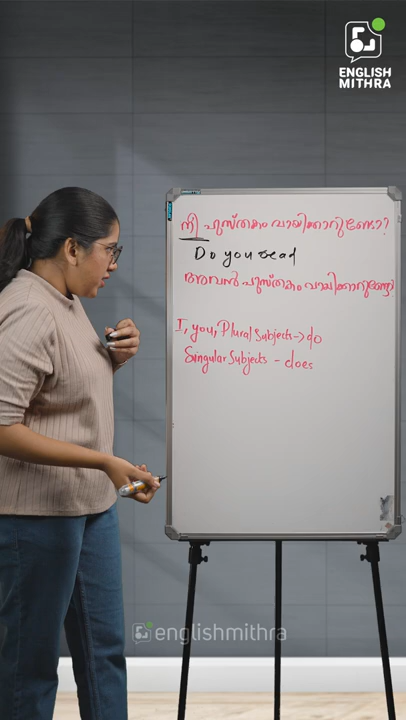 ENGLISH
MITHRA
നീ പുസ്തകം വായിക്കാറുണ്ടോ?
Do you read
അവൻ പുസ്തകം വായിക്കാറുണ്ടോ?
I, you, Plural Subjects → do
Singular Subjects - does
englishmithra